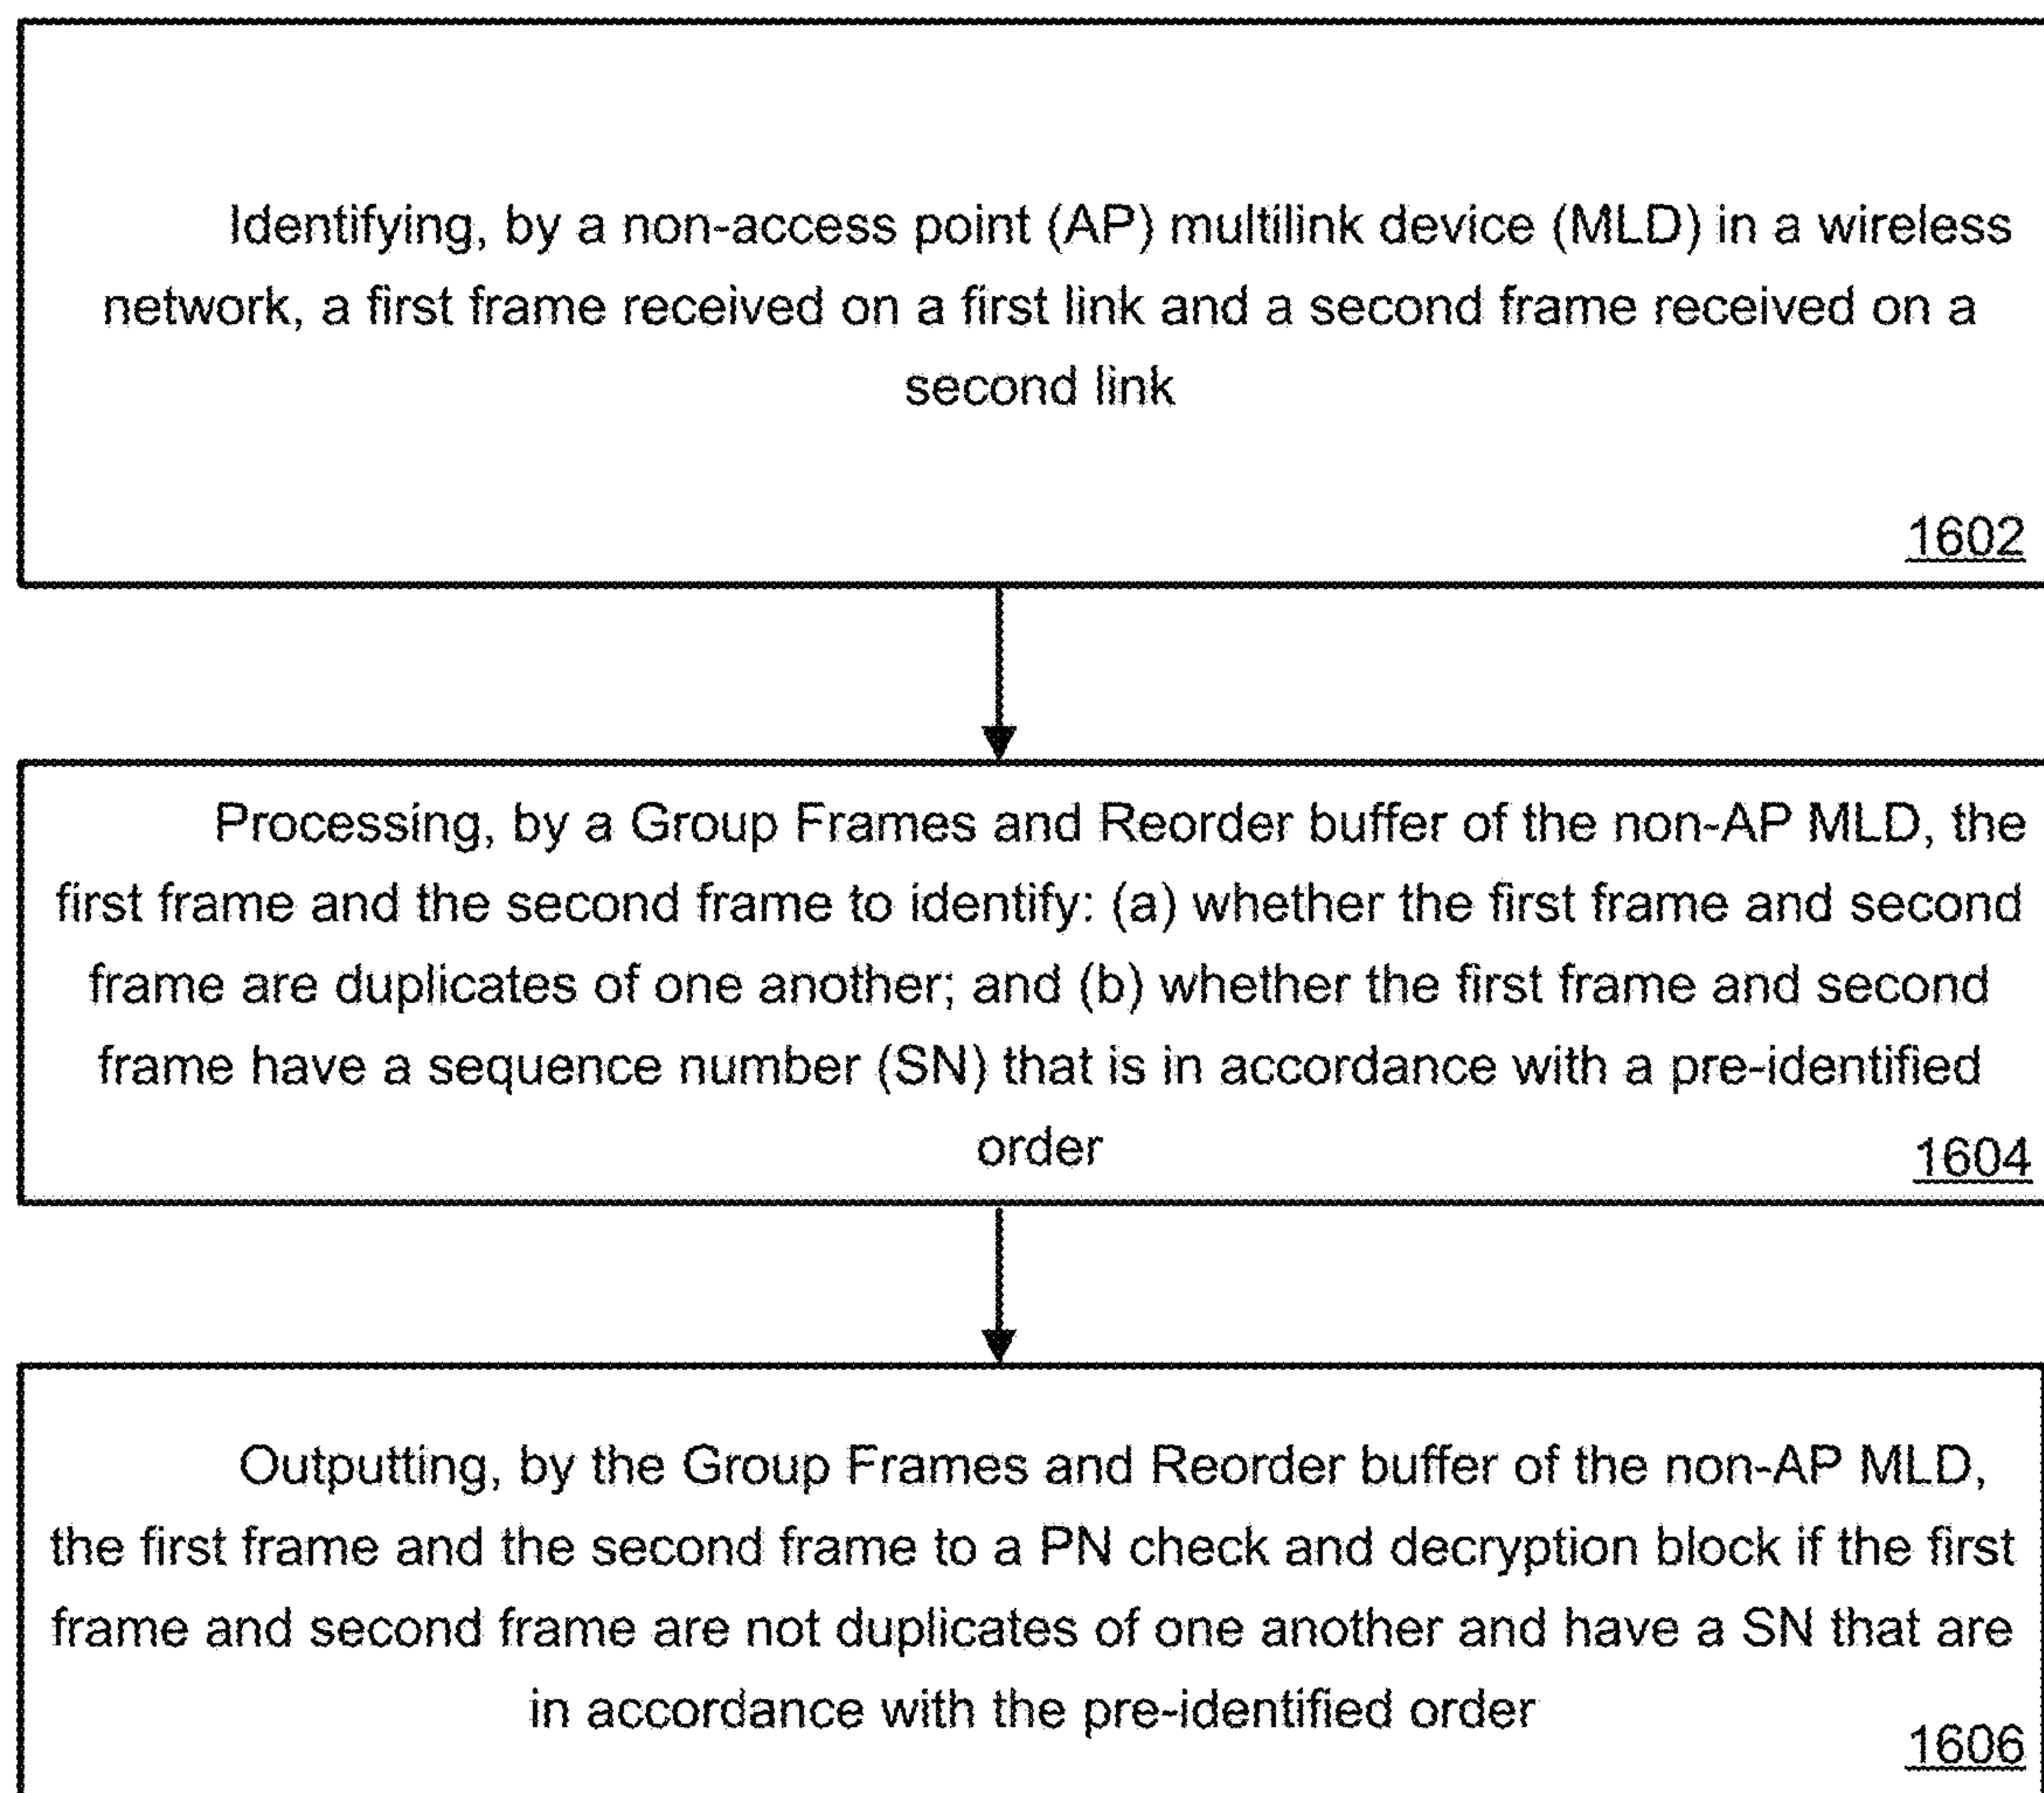 Identifying, by a non-access point (AP) multilink device (MLD) in a wireless
network, a first frame received on a first link and a second frame received on a
second link
1602
Processing, by a Group Frames and Reorder buffer of the non-AP MLD, the
first frame and the second frame to identify: (a) whether the first frame and second
frame are duplicates of one another; and (b) whether the first frame and second
frame have a sequence number (SN) that is in accordance with a pre-identified
order
1604
Outputting, by the Group Frames and Reorder buffer of the non-AP MLD,
the first frame and the second frame to a PN check and decryption block if the first
frame and second frame are not duplicates of one another and have a SN that are
in accordance with the pre-identified order
1606